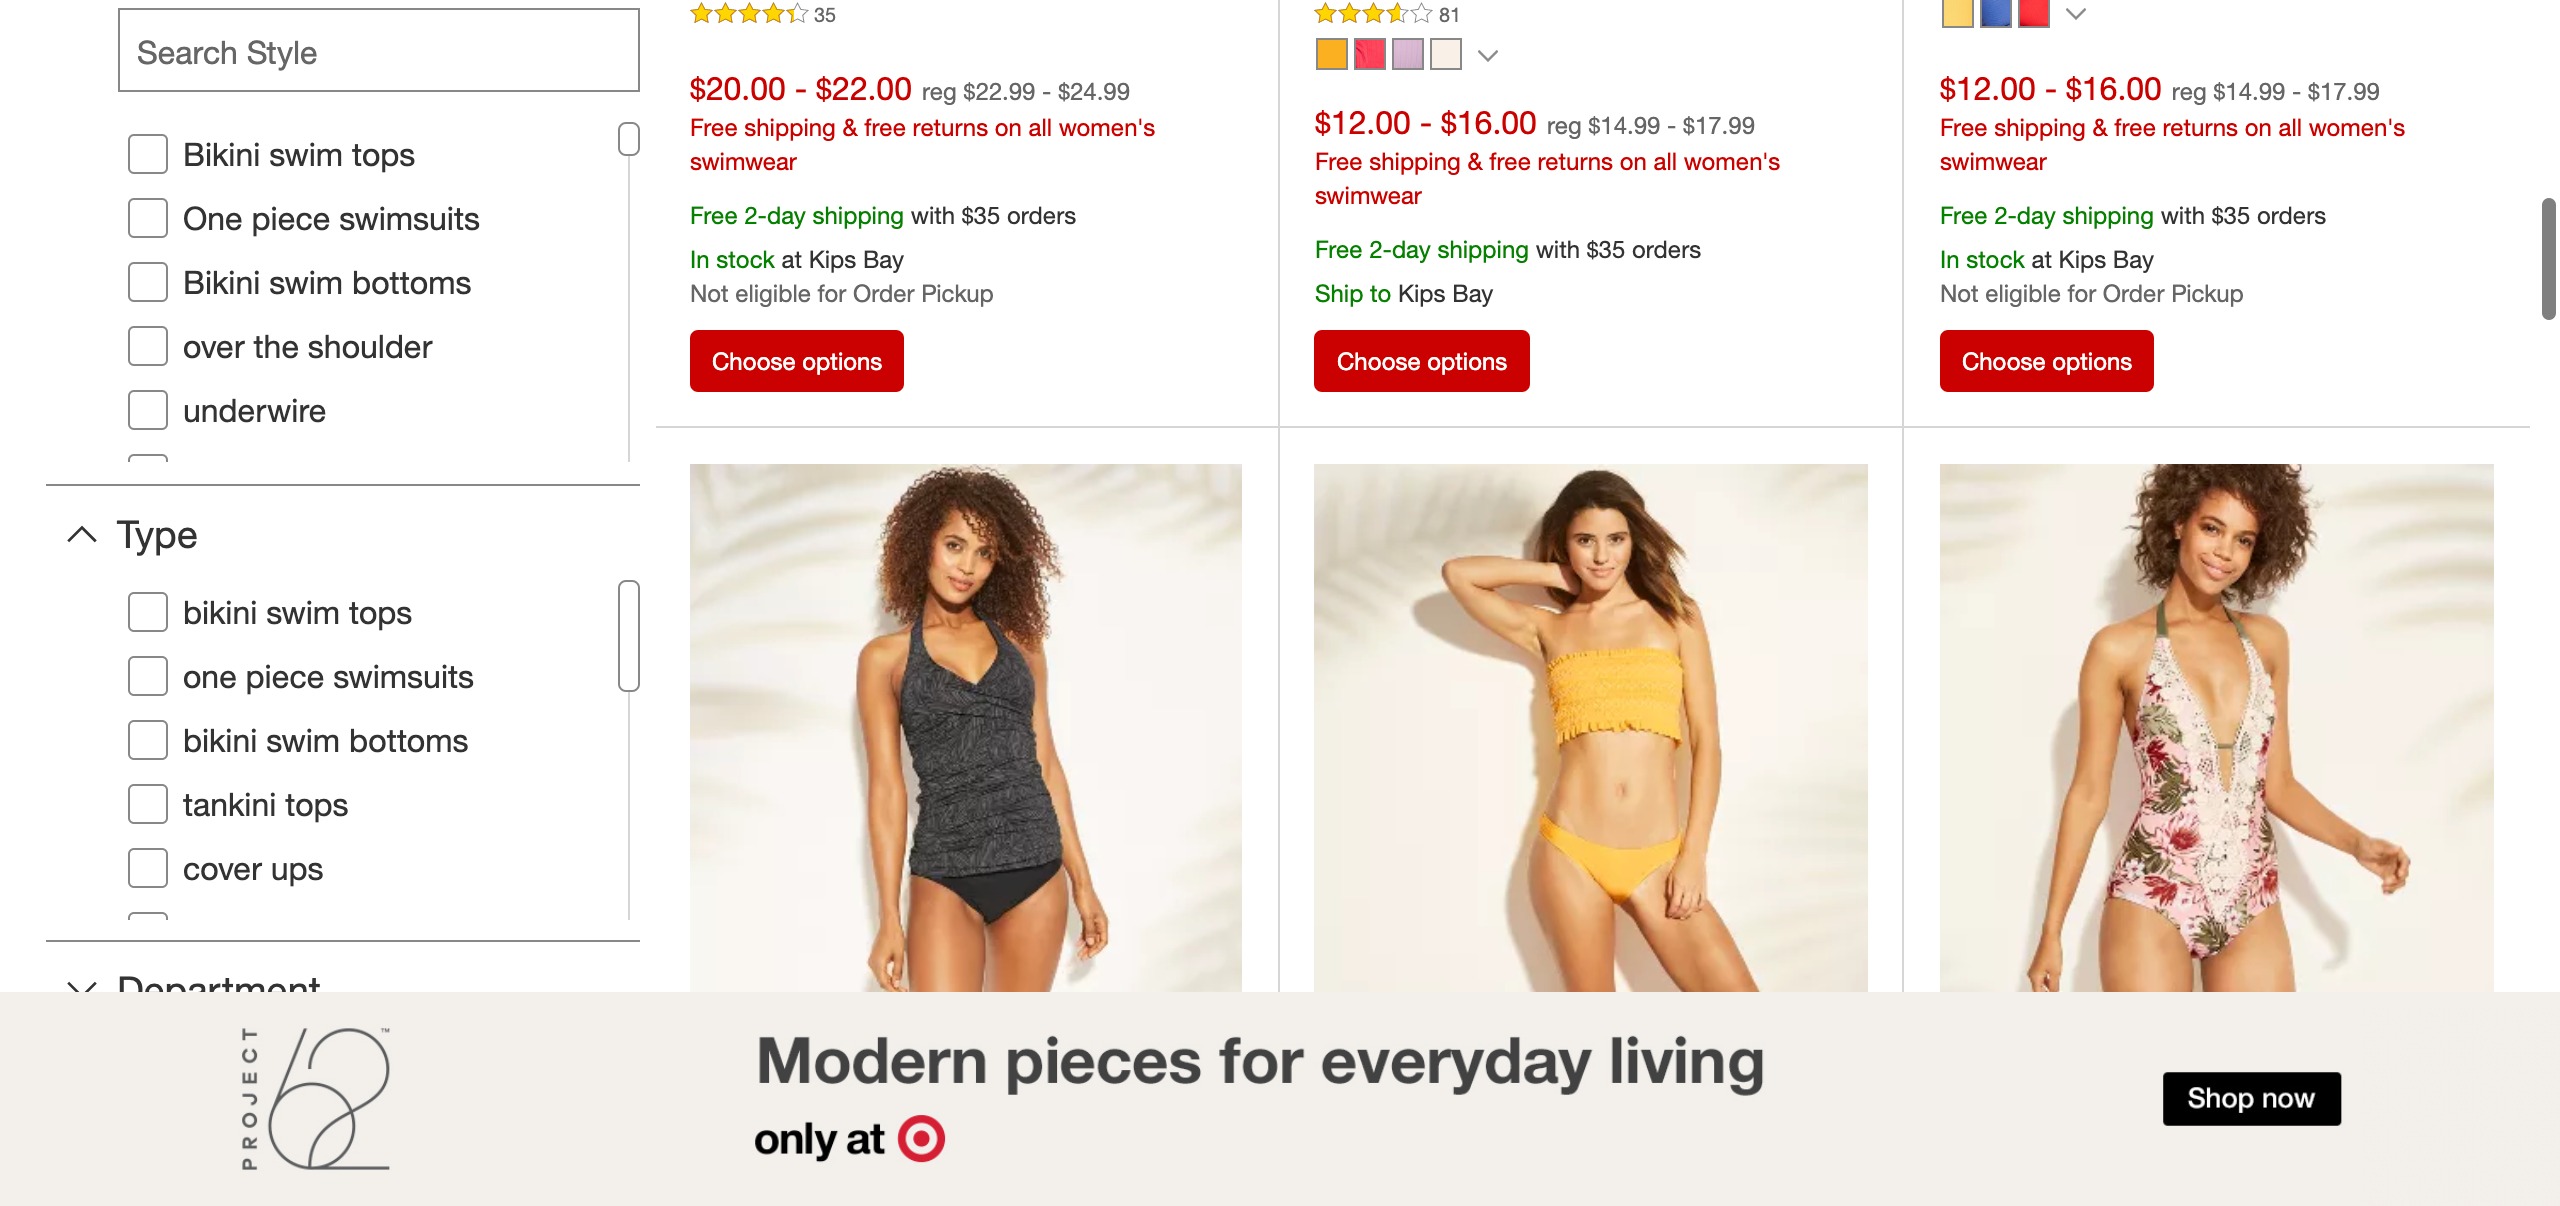 Search Style
Bikini swim tops
One piece swimsuits
Bikini swim bottoms
over the shoulder
underwire
Type
bikini swim tops
one piece swimsuits
bikini swim bottoms
tankini tops
cover ups
Department
35
$20.00 - $22.00 reg $22.99 - $24.99
Free shipping & free returns on all women's
swimwear
Free 2-day shipping with $35 orders
In stock at Kips Bay
Not eligible for Order Pickup
Choose options
81
$12.00 - $16.00 reg $14.99 - $17.99
Free shipping & free returns on all women's
swimwear
Free 2-day shipping with $35 orders
Ship to Kips Bay
Choose options
$12.00 - $16.00 reg $14.99 - $17.99
Free shipping & free returns on all women's
swimwear
Free 2-day shipping with $35 orders
In stock at Kips Bay
Not eligible for Order Pickup
Choose options
PROJECT 62™
Modern pieces for everyday living
only at
Shop now